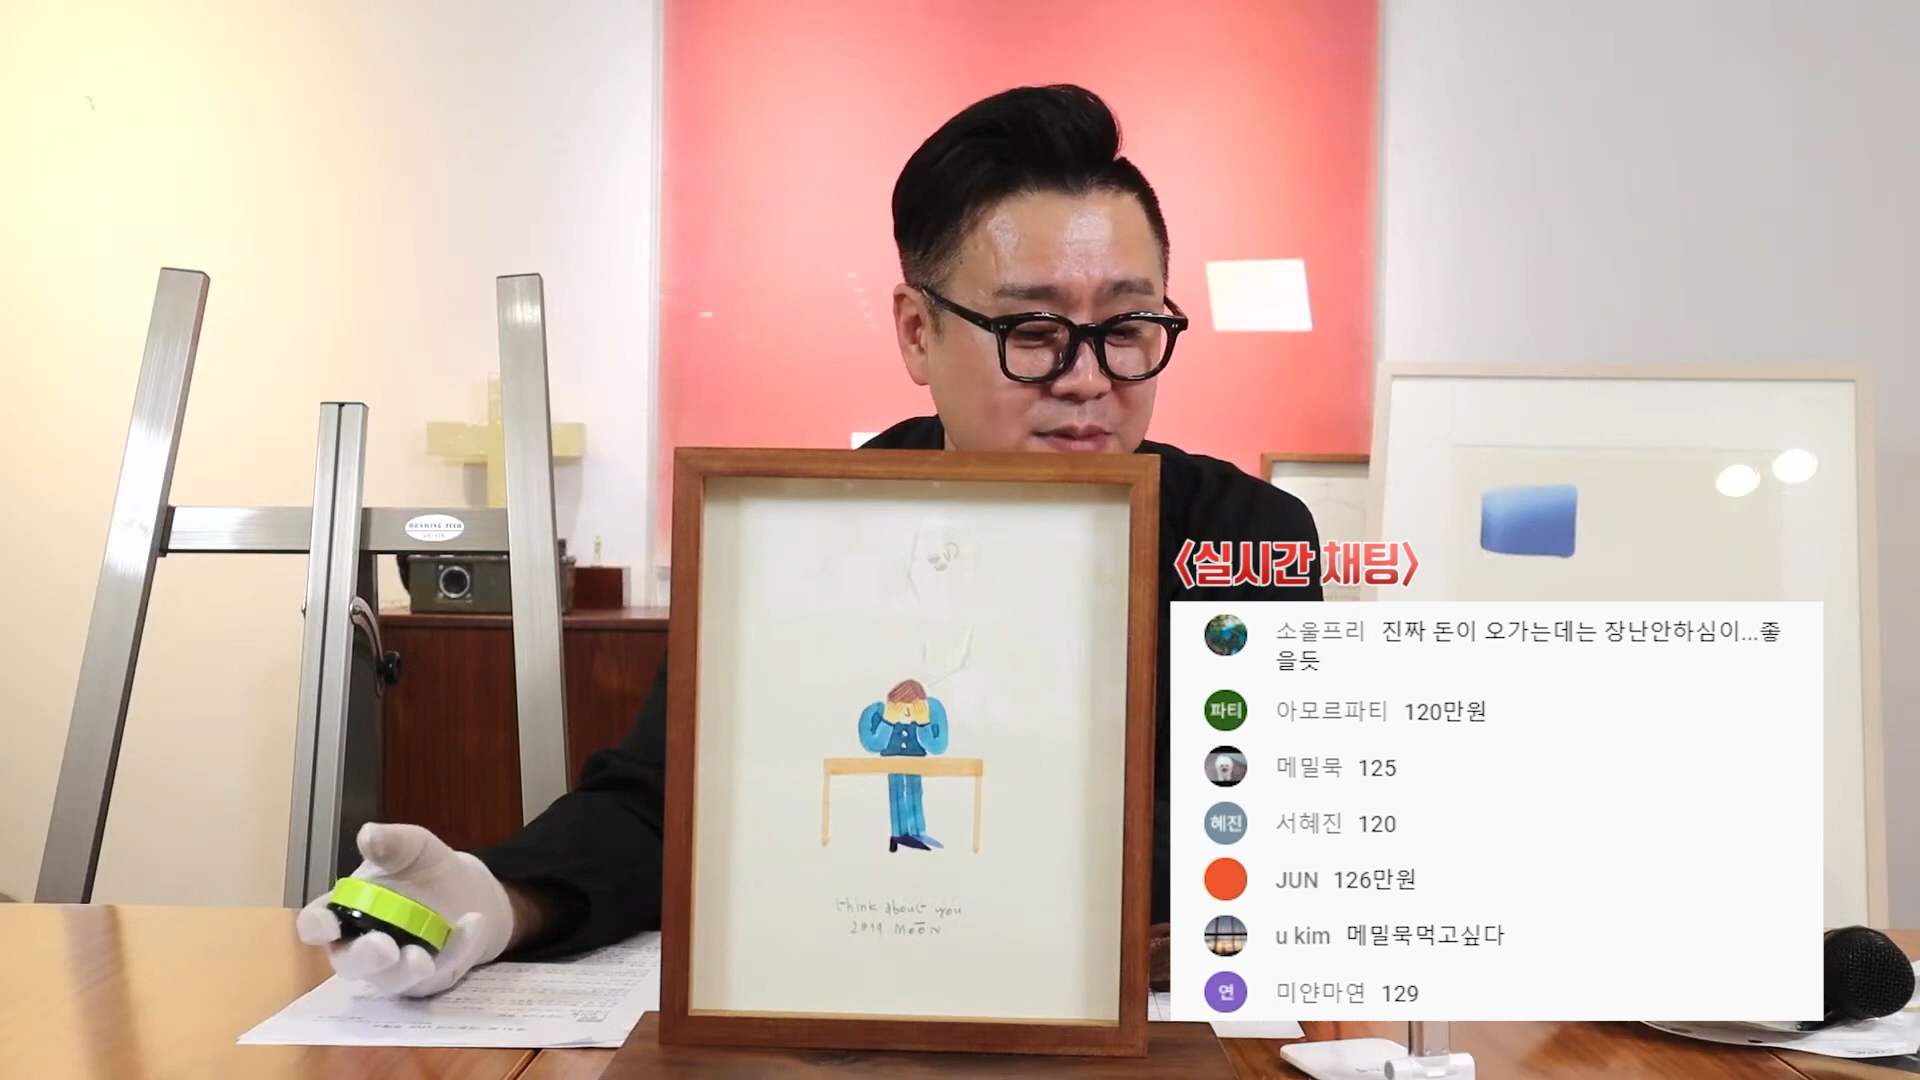 DRAWING TECH
think about you
2019 MOON
〈실시간 채팅〉
소울프리 진짜 돈이 오가는데는 장난안하심이...좋
을듯
파티 아모르파티 120만원
메밀묵 125
혜진 서혜진 120
JUN 126만원
u kim 메밀묵먹고싶다
연 미얀마연 129